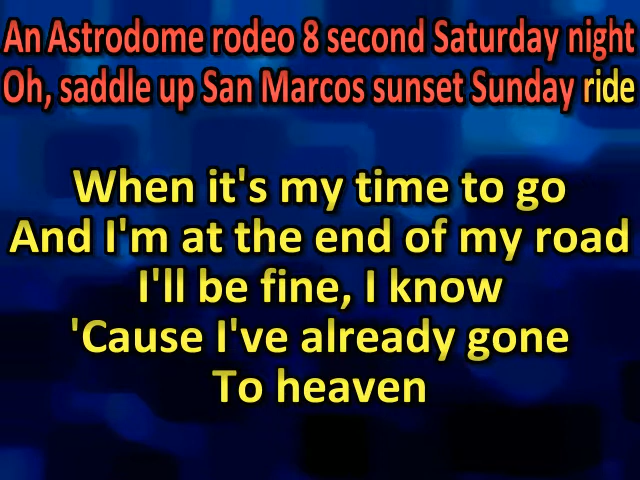 An Astrodome rodeo 8 second Saturday night
Oh, saddle up San Marcos sunset Sunday ride
When it's my time to go
And I'm at the end of my road
I'll be fine, I know
'Cause I've already gone
To heaven